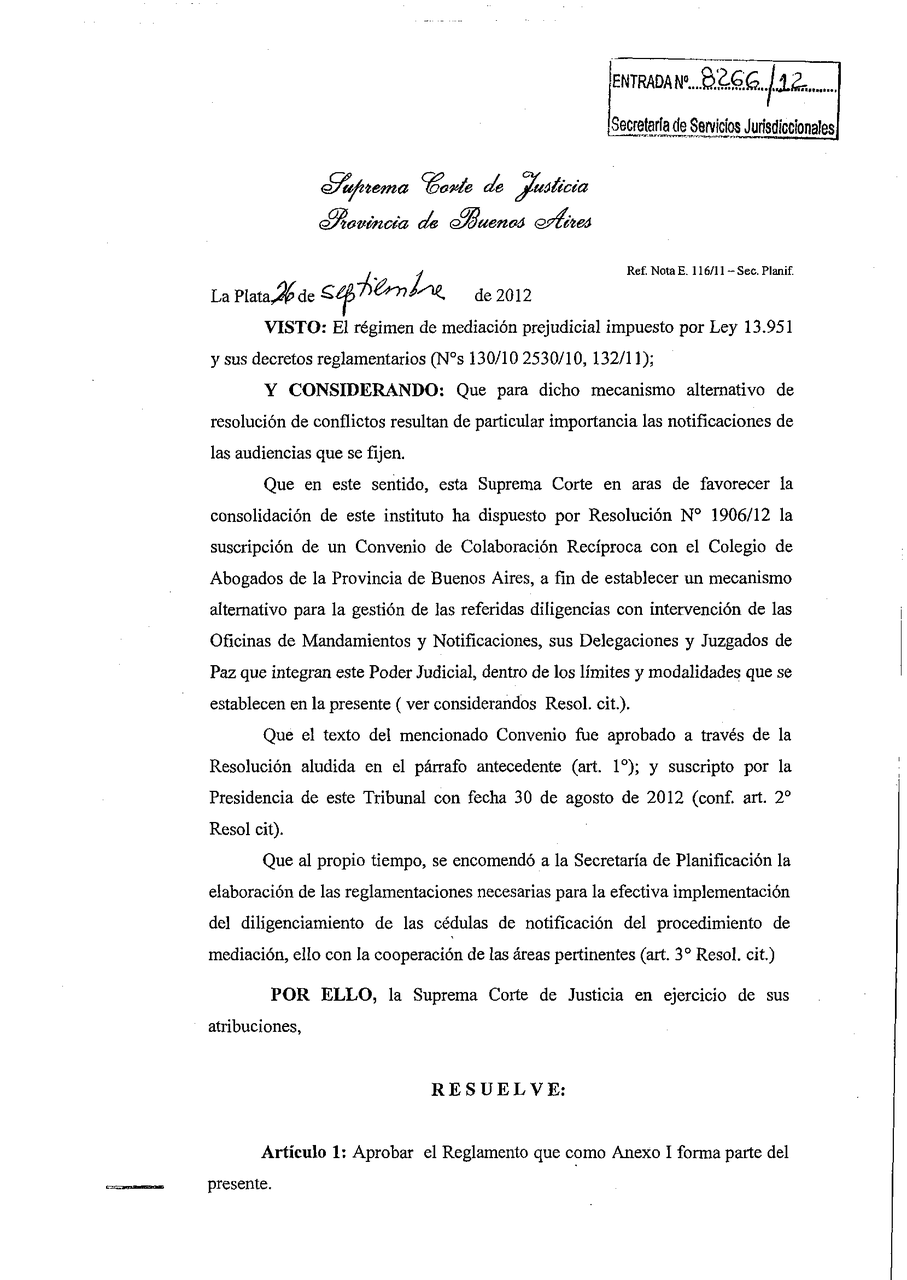 ENTRADA Nº....8266/12........
Secretaría de Servicios Jurisdiccionales
Suprema Corte de Justicia
Provincia de Buenos Aires
Ref. Nota E. 116/11 – Sec. Planif.
La Plata, 26 de septiembre de 2012
VISTO: El régimen de mediación prejudicial impuesto por Ley 13.951
y sus decretos reglamentarios (N°s 130/10 2530/10, 132/11);
Y CONSIDERANDO: Que para dicho mecanismo alternativo de
resolución de conflictos resultan de particular importancia las notificaciones de
las audiencias que se fijen.
Que en este sentido, esta Suprema Corte en aras de favorecer la
consolidación de este instituto ha dispuesto por Resolución N° 1906/12 la
suscripción de un Convenio de Colaboración Recíproca con el Colegio de
Abogados de la Provincia de Buenos Aires, a fin de establecer un mecanismo
alternativo para la gestión de las referidas diligencias con intervención de las
Oficinas de Mandamientos y Notificaciones, sus Delegaciones y Juzgados de
Paz que integran este Poder Judicial, dentro de los límites y modalidades que se
establecen en la presente ( ver considerandos Resol. cit.).
Que el texto del mencionado Convenio fue aprobado a través de la
Resolución aludida en el párrafo antecedente (art. 1°); y suscripto por la
Presidencia de este Tribunal con fecha 30 de agosto de 2012 (conf. art. 2°
Resol cit).
Que al propio tiempo, se encomendó a la Secretaría de Planificación la
elaboración de las reglamentaciones necesarias para la efectiva implementación
del diligenciamiento de las cédulas de notificación del procedimiento de
mediación, ello con la cooperación de las áreas pertinentes (art. 3° Resol. cit.)
POR ELLO, la Suprema Corte de Justicia en ejercicio de sus
atribuciones,
R E S U E L V E:
Artículo 1: Aprobar el Reglamento que como Anexo I forma parte del
presente.